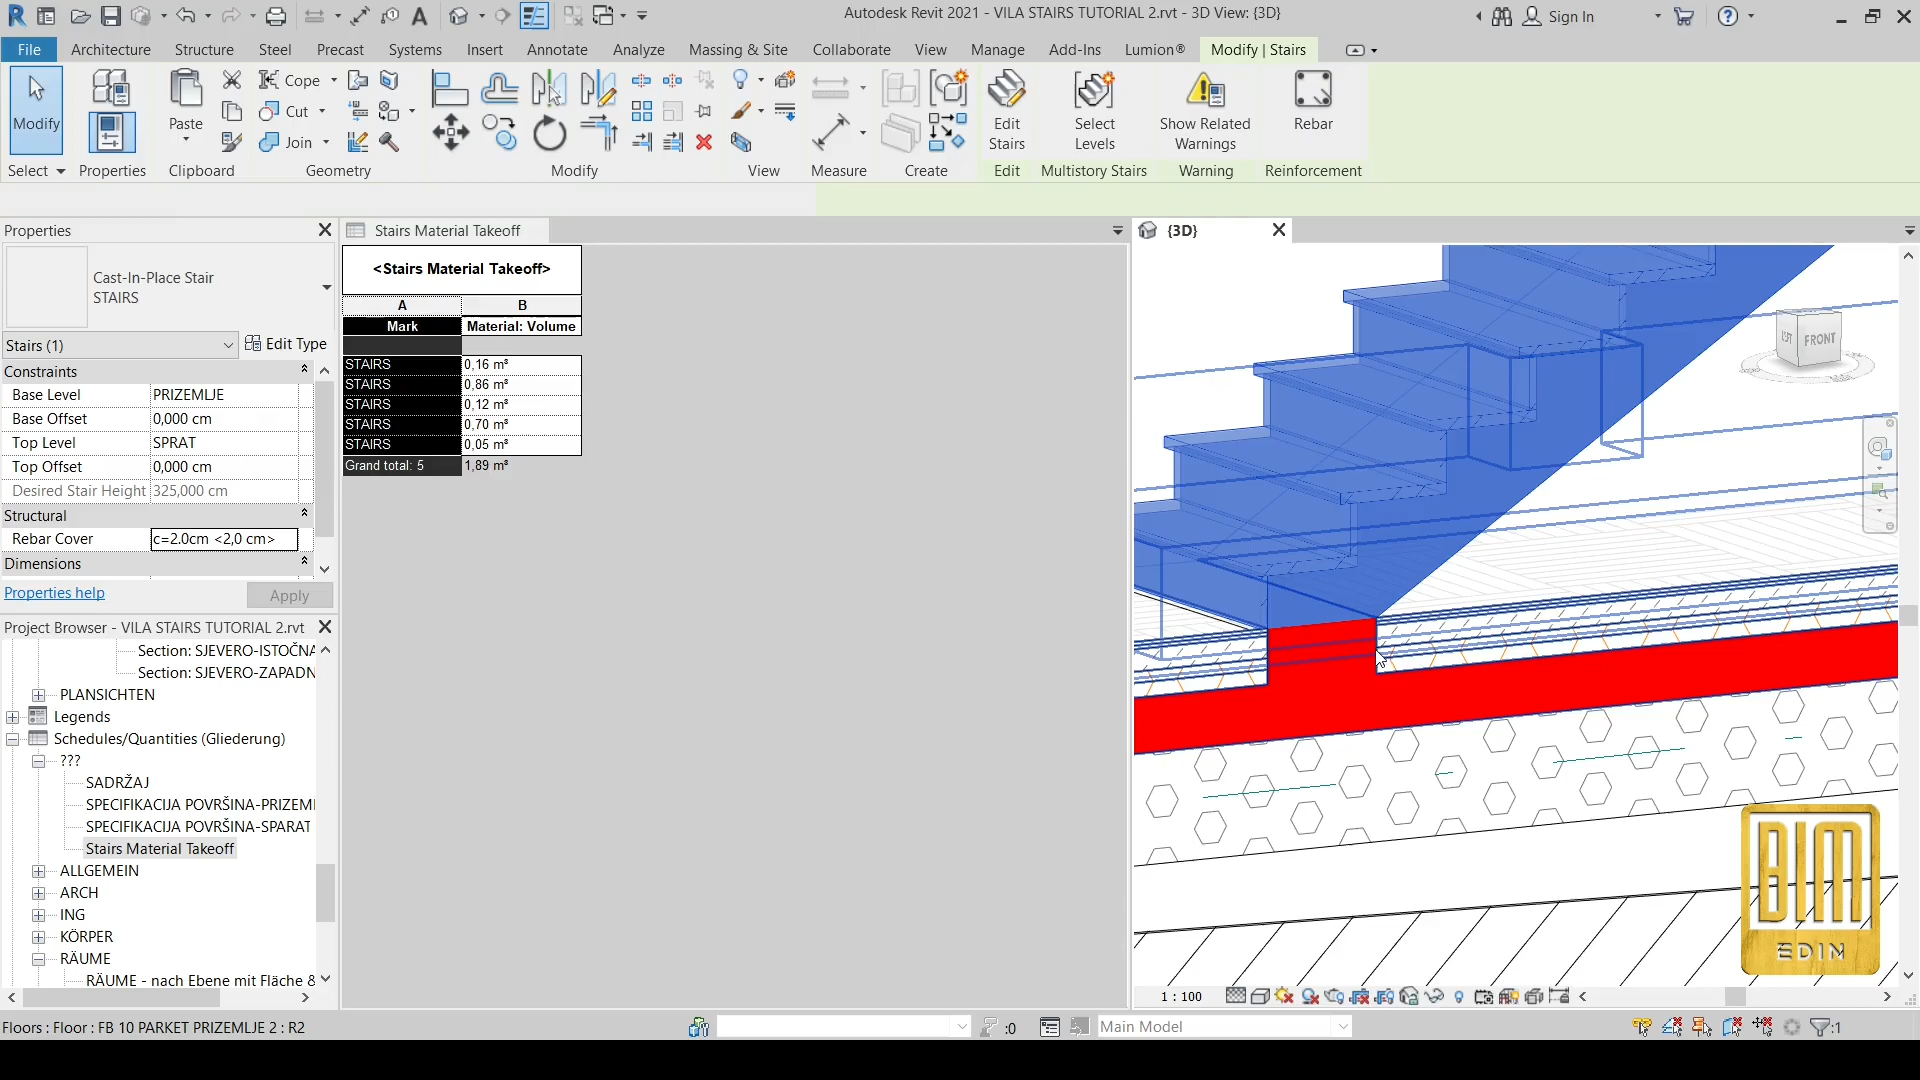 Autodesk Revit 2021 - VILA STAIRS TUTORIAL 2.rvt - 3D View: {3D}
Sign In
File
Architecture
Structure
Steel
Precast
Systems
Insert
Annotate
Analyze
Massing & Site
Collaborate
View
Manage
Add-Ins
Lumion®
Modify | Stairs
Modify
Paste
Cope
Cut
Join
Edit
Stairs
Select
Levels
Show Related
Warnings
Rebar
Select
Properties
Clipboard
Geometry
Modify
View
Measure
Create
Edit
Multistory Stairs
Warning
Reinforcement
Properties
Cast-In-Place Stair
STAIRS
Stairs (1)
Edit Type
Constraints
Base Level PRIZEMLJE
Base Offset 0,000 cm
Top Level SPRAT
Top Offset 0,000 cm
Desired Stair Height 325,000 cm
Structural
Rebar Cover c=2.0cm <2,0 cm>
Dimensions
Properties help
Apply
Project Browser - VILA STAIRS TUTORIAL 2.rvt
Section: SJEVERO-ISTOČNA
Section: SJEVERO-ZAPADN
PLANSICHTEN
Legends
Schedules/Quantities (Gliederung)
???
SADRŽAJ
SPECIFIKACIJA POVRŠINA-PRIZEMI
SPECIFIKACIJA POVRŠINA-SPARAT
Stairs Material Takeoff
ALLGEMEIN
ARCH
ING
KÖRPER
RÄUME
RÄUME - nach Ebene mit Fläche &
Stairs Material Takeoff
<Stairs Material Takeoff>
A B
Mark Material: Volume
STAIRS 0,16 m³
STAIRS 0,86 m³
STAIRS 0,12 m³
STAIRS 0,70 m³
STAIRS 0,05 m³
Grand total: 5 1,89 m³
{3D}
FRONT
BIM
EDIN
1 : 100
Floors : Floor : FB 10 PARKET PRIZEMLJE 2 : R2
:0
Main Model
:1